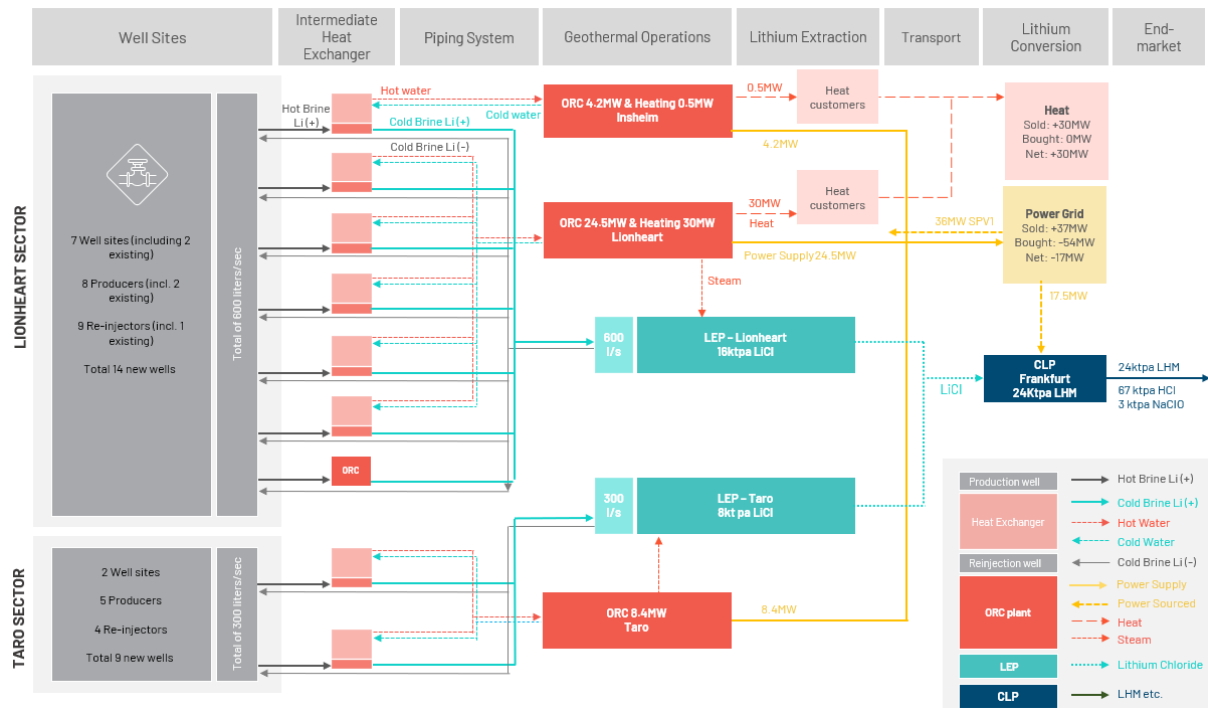 Well Sites
Intermediate
Heat
Exchanger
Piping System
Geothermal Operations
Lithium Extraction
Transport
Lithium
Conversion
End-
market
LIONHEART SECTOR
7 Well sites (including 2
existing)
8 Producers (incl. 2
existing)
9 Re-injectors (incl. 1
existing)
Total 14 new wells
Total of 600 liters/sec
Hot Brine
Li (+)
Hot water
Cold water
Cold Brine Li (+)
Cold Brine Li (-)
ORC
ORC 4.2MW & Heating 0.5MW
Insheim
0.5MW
4.2MW
Heat
customers
ORC 24.5MW & Heating 30MW
Lionheart
30MW
Heat
Power Supply 24.5MW
Heat
customers
Steam
36MW SPV1
Heat
Sold: +30MW
Bought: 0MW
Net: +30MW
Power Grid
Sold: +37MW
Bought: -54MW
Net: -17MW
17.5MW
600
l/s
LEP – Lionheart
16ktpa LiCl
LiCl
CLP
Frankfurt
24Ktpa LHM
24ktpa LHM
67 ktpa HCl
3 ktpa NaClO
300
l/s
LEP – Taro
8kt pa LiCl
TARO SECTOR
2 Well sites
5 Producers
4 Re-injectors
Total 9 new wells
Total of 300 liters/sec
ORC 8.4MW
Taro
8.4MW
Production well
Heat Exchanger
Reinjection well
ORC plant
LEP
CLP
Hot Brine Li (+)
Cold Brine Li (+)
Hot Water
Cold Water
Cold Brine Li (-)
Power Supply
Power Sourced
Heat
Steam
Lithium Chloride
LHM etc.